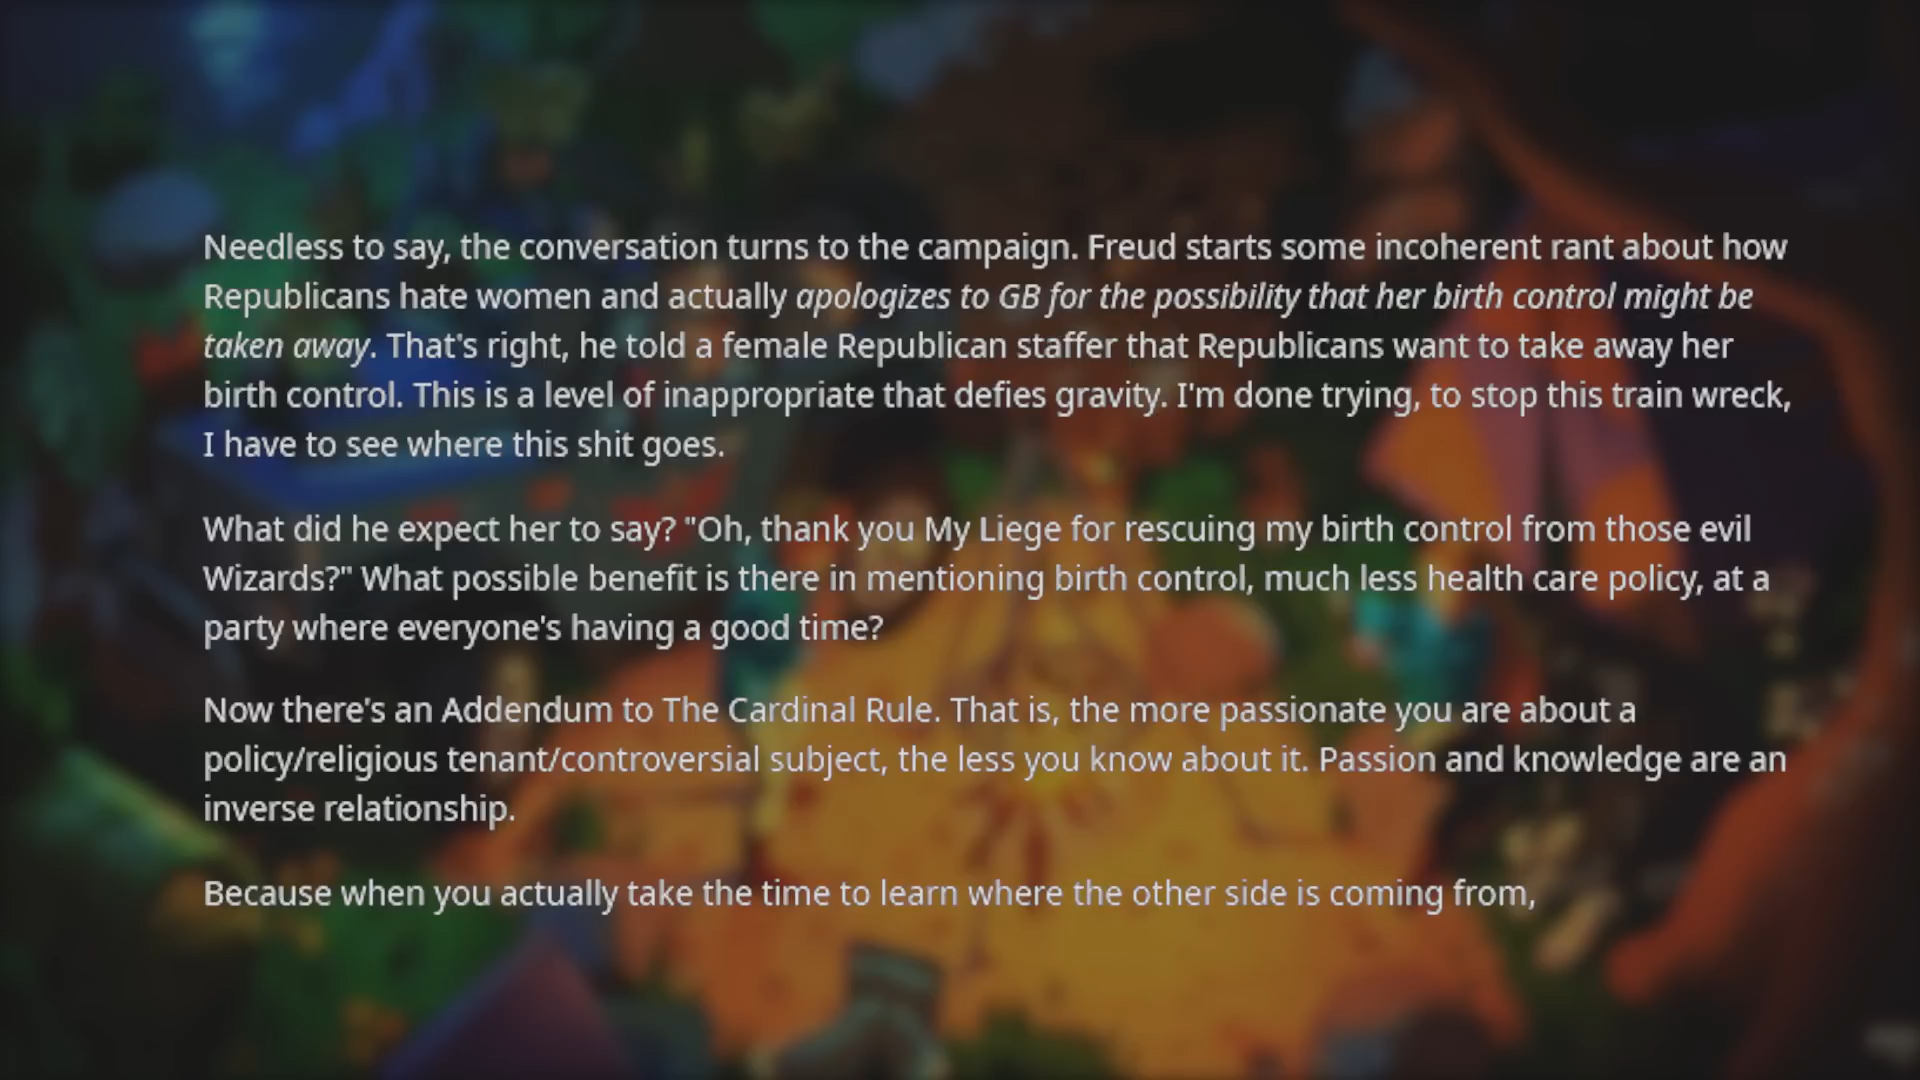 Needless to say, the conversation turns to the campaign. Freud starts some incoherent rant about how
Republicans hate women and actually apologizes to GB for the possibility that her birth control might be
taken away. That's right, he told a female Republican staffer that Republicans want to take away her
birth control. This is a level of inappropriate that defies gravity. I'm done trying, to stop this train wreck,
I have to see where this shit goes.
What did he expect her to say? "Oh, thank you My Liege for rescuing my birth control from those evil
Wizards?" What possible benefit is there in mentioning birth control, much less health care policy, at a
party where everyone's having a good time?
Now there's an Addendum to The Cardinal Rule. That is, the more passionate you are about a
policy/religious tenant/controversial subject, the less you know about it. Passion and knowledge are an
inverse relationship.
Because when you actually take the time to learn where the other side is coming from,